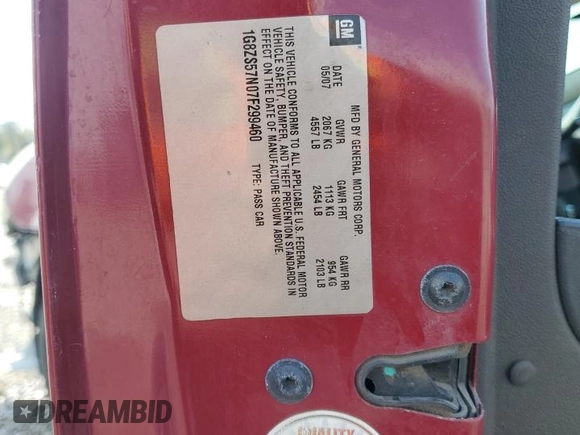 GM
MFD BY GENERAL MOTORS CORP.
DATE GVWR GAWR FRT GAWR RR
05/07 2067 KG 1113 KG 954 KG
4557 LB 2454 LB 2103 LB
THIS VEHICLE CONFORMS TO ALL APPLICABLE U.S. FEDERAL MOTOR
VEHICLE SAFETY, BUMPER, AND THEFT PREVENTION STANDARDS IN
EFFECT ON THE DATE OF MANUFACTURE SHOWN ABOVE.
1G8ZS57N07F299460 TYPE: PASS CAR
QUALITY
DREAMBID